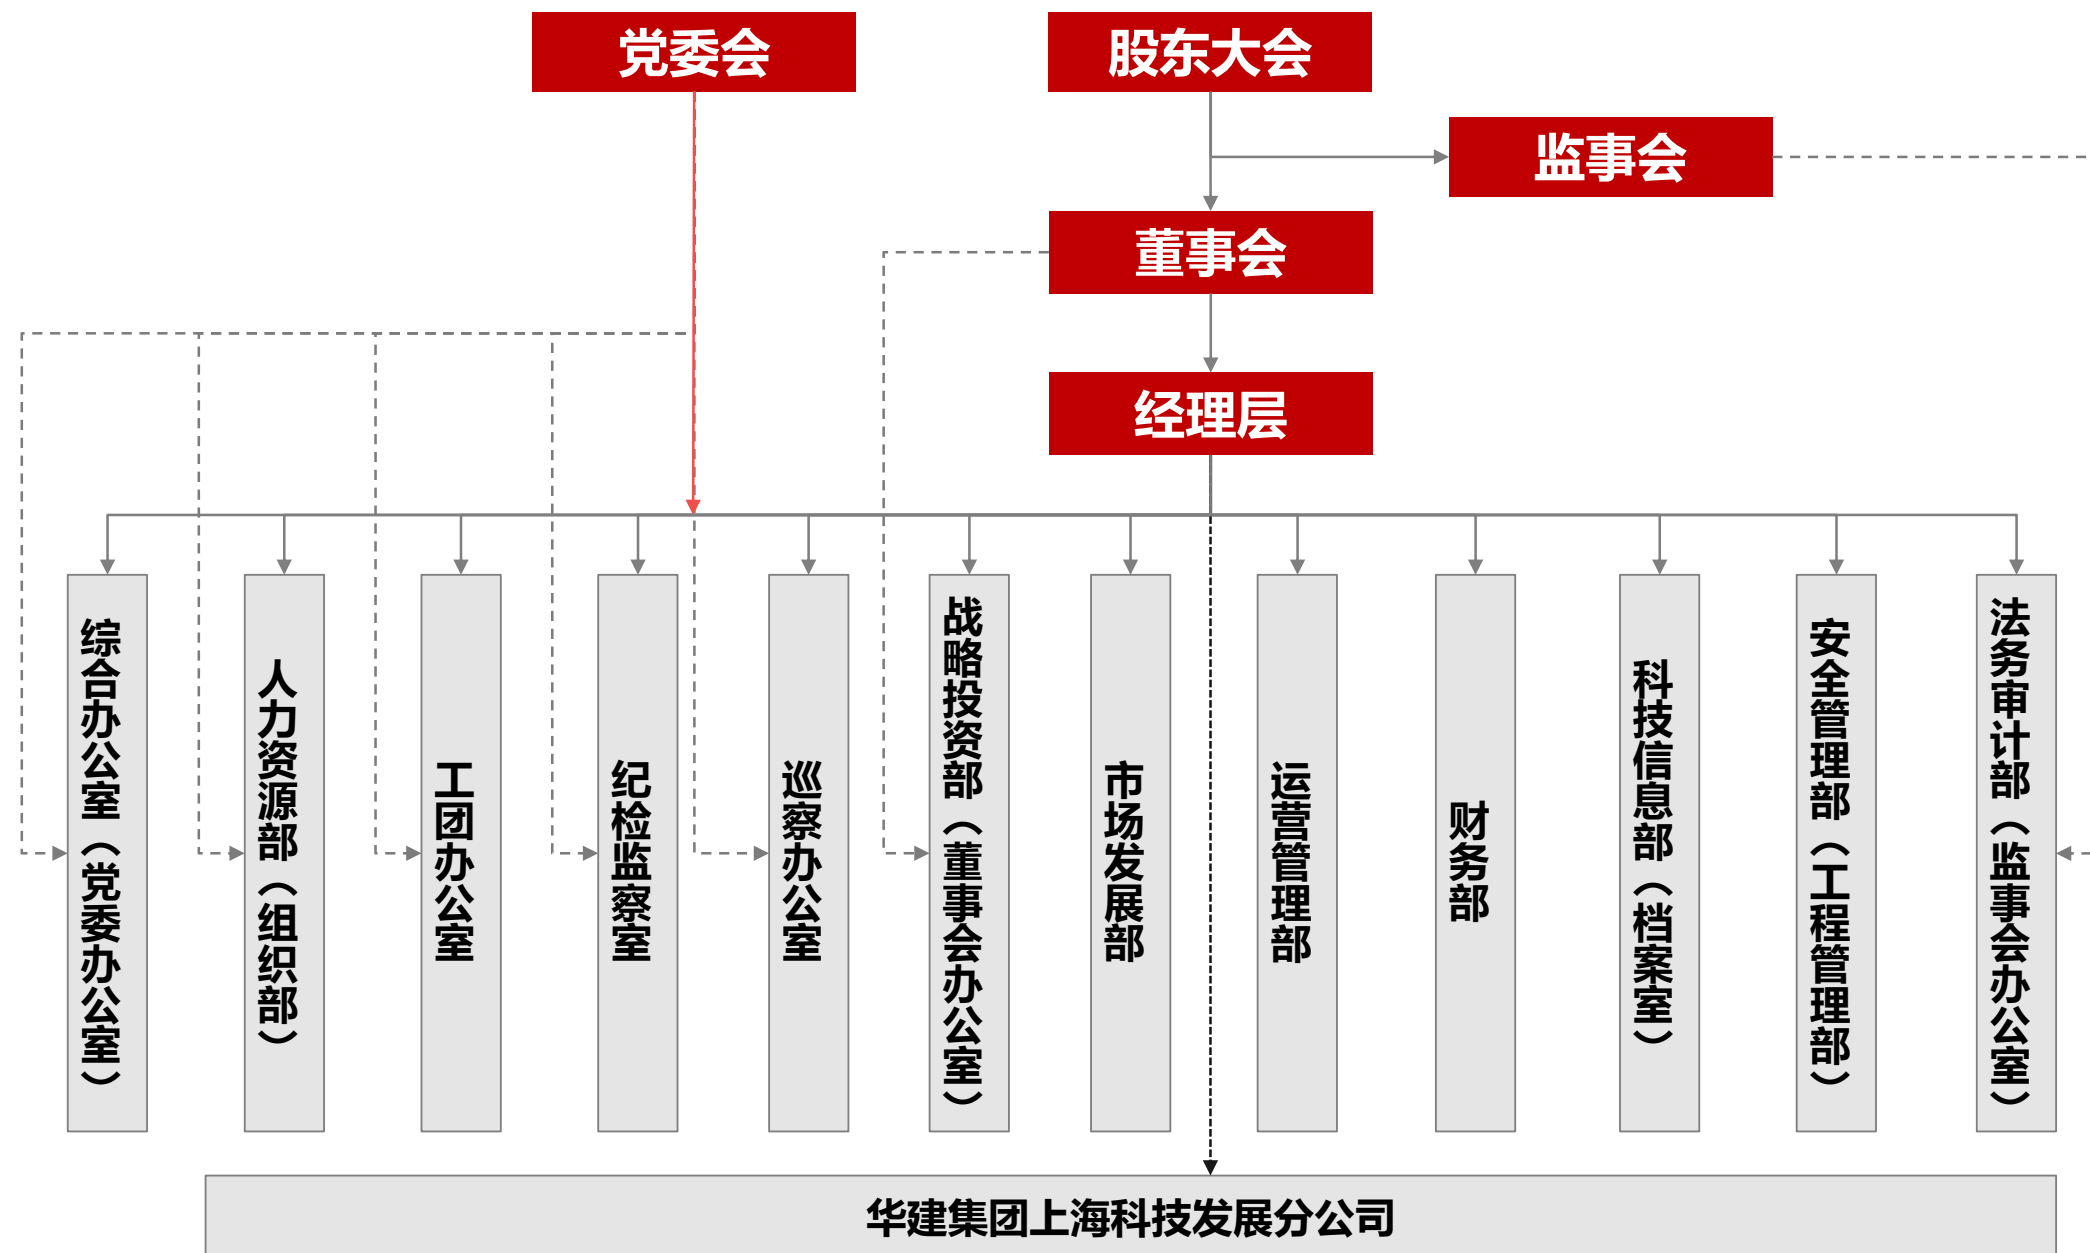 党委会
股东大会
监事会
董事会
经理层
综合办公室（党委办公室）
人力资源部（组织部）
工团办公室
纪检监察室
巡察办公室
战略投资部（董事会办公室）
市场发展部
运营管理部
财务部
科技信息部（档案室）
安全管理部（工程管理部）
法务审计部（监事会办公室）
华建集团上海科技发展分公司